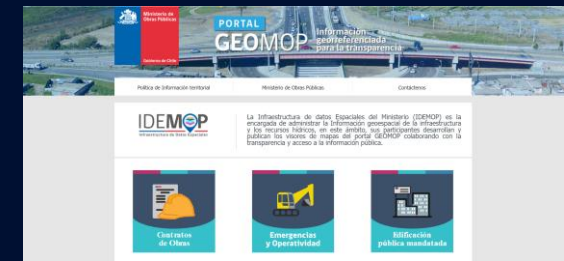 Ministerio de
Obras Públicas
Gobierno de Chile
PORTAL
GEOMOP
Información
georreferenciada
para la transparencia
Política de Información territorial
Ministerio de Obras Públicas
Contáctenos
IDEMOP
Infraestructura de Datos Espaciales
La Infraestructura de datos Espaciales del Ministerio (IDEMOP) es la
encargada de administrar la Información geoespacial de la infraestructura
y los recursos hídricos, en este ámbito, sus participantes desarrollan y
publican los visores de mapas del portal GEOMOP colaborando con la
transparencia y acceso a la información pública.
Contratos
de Obras
Emergencias
y Operatividad
Edificación
pública mandatada